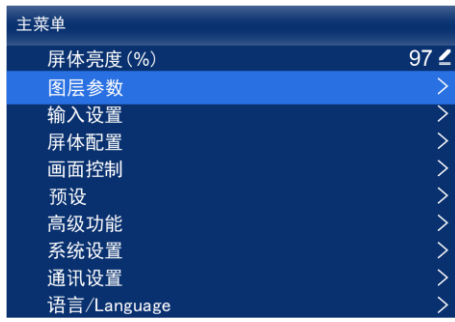 主菜单
屏体亮度(%) 97
图层参数 >
输入设置 >
屏体配置 >
画面控制 >
预设 >
高级功能 >
系统设置 >
通讯设置 >
语言/Language >